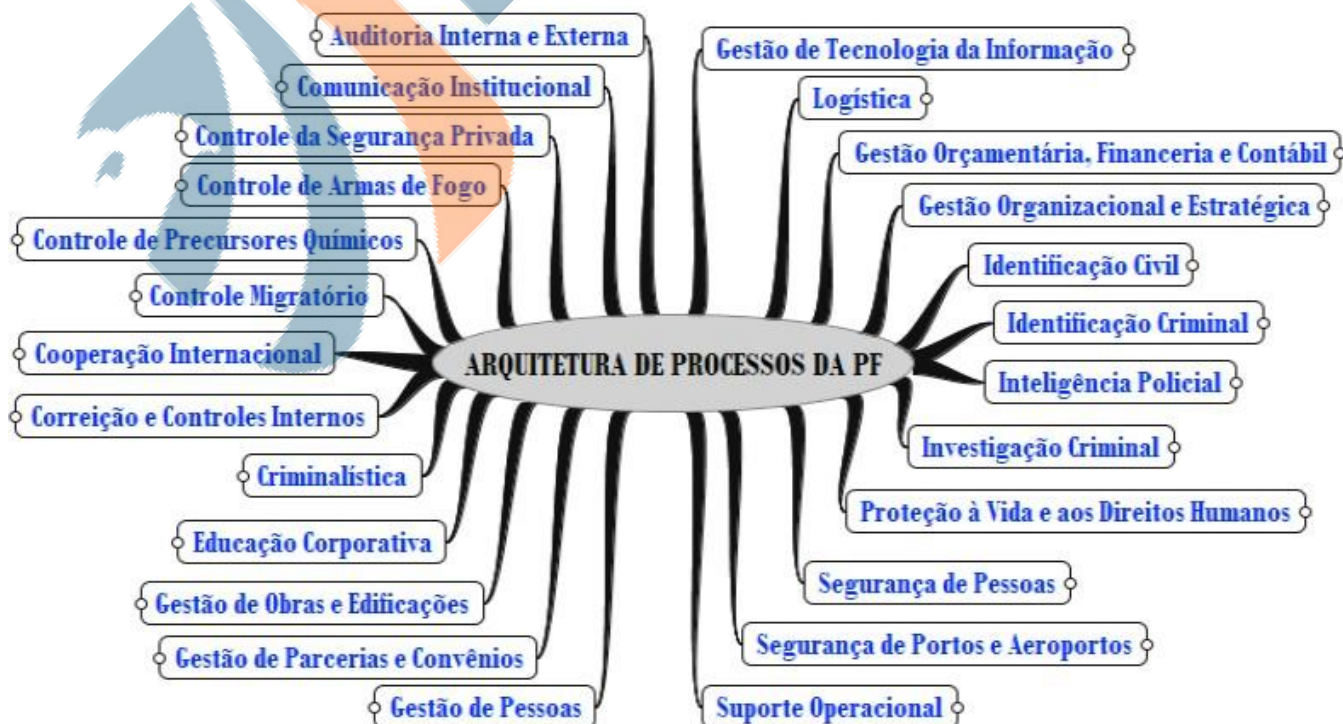 Auditoria Interna e Externa
Comunicação Institucional
Controle da Segurança Privada
Controle de Armas de Fogo
Controle de Precursores Químicos
Controle Migratório
Cooperação Internacional
Correição e Controles Internos
Criminalística
Educação Corporativa
Gestão de Obras e Edificações
Gestão de Parcerias e Convênios
Gestão de Pessoas
ARQUITETURA DE PROCESSOS DA PF
Gestão de Tecnologia da Informação
Logística
Gestão Orçamentária, Financeria e Contábil
Gestão Organizacional e Estratégica
Identificação Civil
Identificação Criminal
Inteligência Policial
Investigação Criminal
Proteção à Vida e aos Direitos Humanos
Segurança de Pessoas
Segurança de Portos e Aeroportos
Suporte Operacional